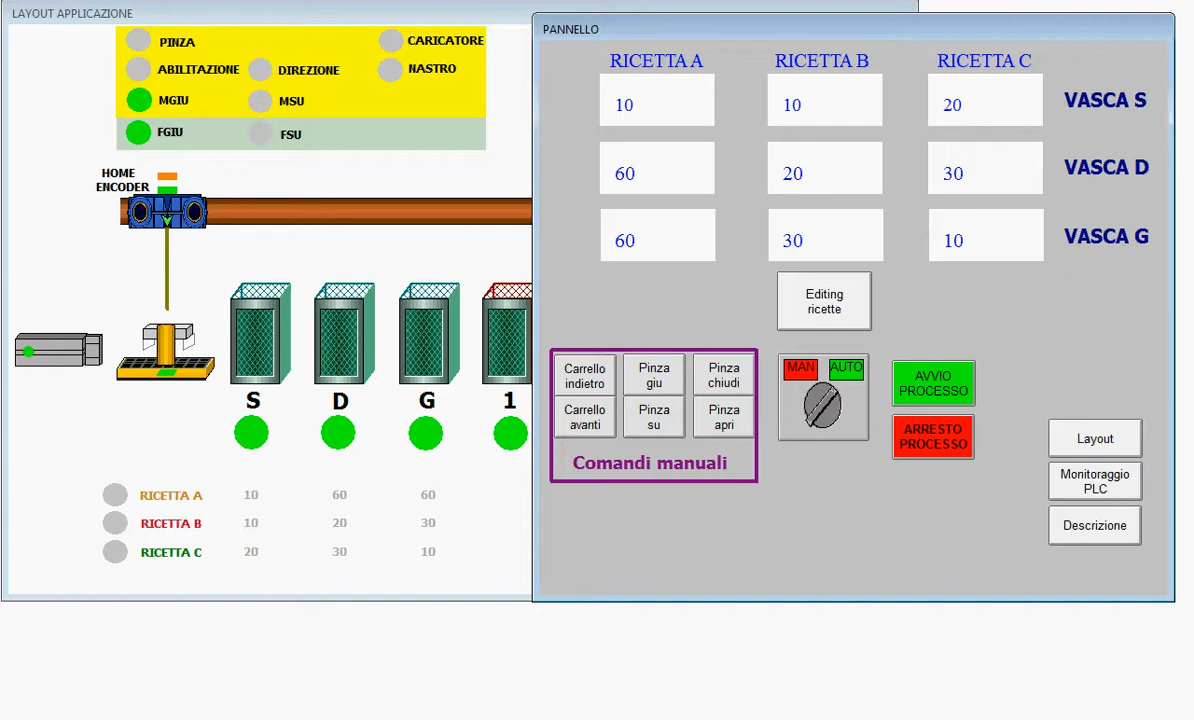 LAYOUT APPLICAZIONE
PINZA
CARICATORE
ABILITAZIONE
DIREZIONE
NASTRO
MGIU
MSU
FGIU
FSU
HOME
ENCODER
S
D
G
1
RICETTA A 10 60 60
RICETTA B 10 20 30
RICETTA C 20 30 10
PANNELLO
RICETTA A RICETTA B RICETTA C
10 10 20 VASCA S
60 20 30 VASCA D
60 30 10 VASCA G
Editing
ricette
Carrello
indietro
Pinza
giu
Pinza
chiudi
Carrello
avanti
Pinza
su
Pinza
apri
Comandi manuali
MAN AUTO
AVVIO
PROCESSO
ARRESTO
PROCESSO
Layout
Monitoraggio
PLC
Descrizione